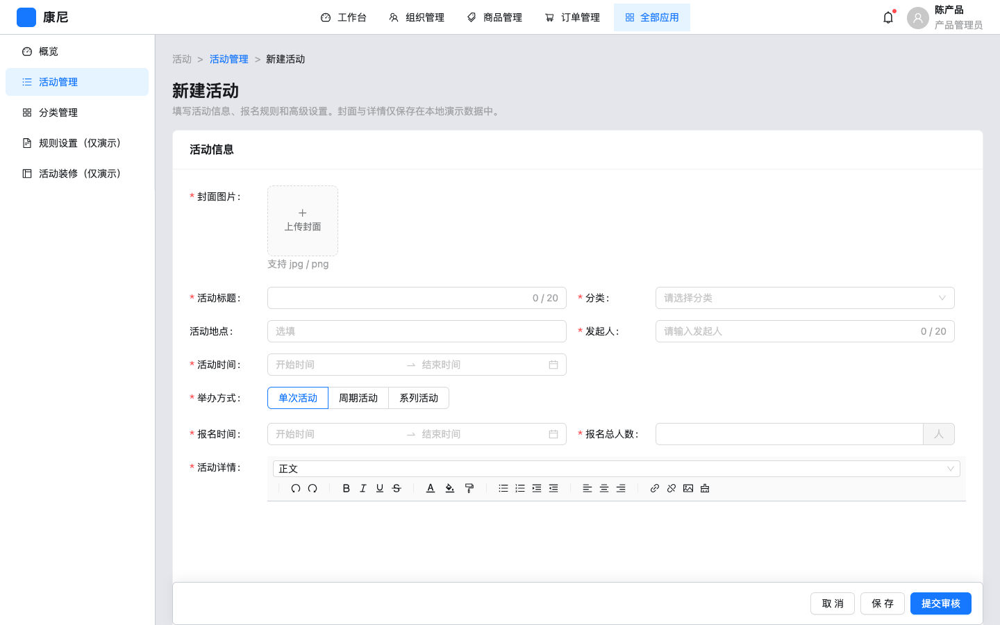 康尼
工作台 组织管理 商品管理 订单管理 全部应用
陈产品
产品管理员
概览
活动管理
分类管理
规则设置（仅演示）
活动装修（仅演示）
活动 > 活动管理 > 新建活动
新建活动
填写活动信息、报名规则和高级设置。封面与详情仅保存在本地演示数据中。
活动信息
* 封面图片：
+
上传封面
支持 jpg / png
* 活动标题： 0 / 20 * 分类： 请选择分类
活动地点： 选填 * 发起人： 请输入发起人 0 / 20
* 活动时间： 开始时间 → 结束时间
* 举办方式： 单次活动 周期活动 系列活动
* 报名时间： 开始时间 → 结束时间 * 报名总人数： 人
* 活动详情： 正文
B I U S A
取 消 保 存 提交审核